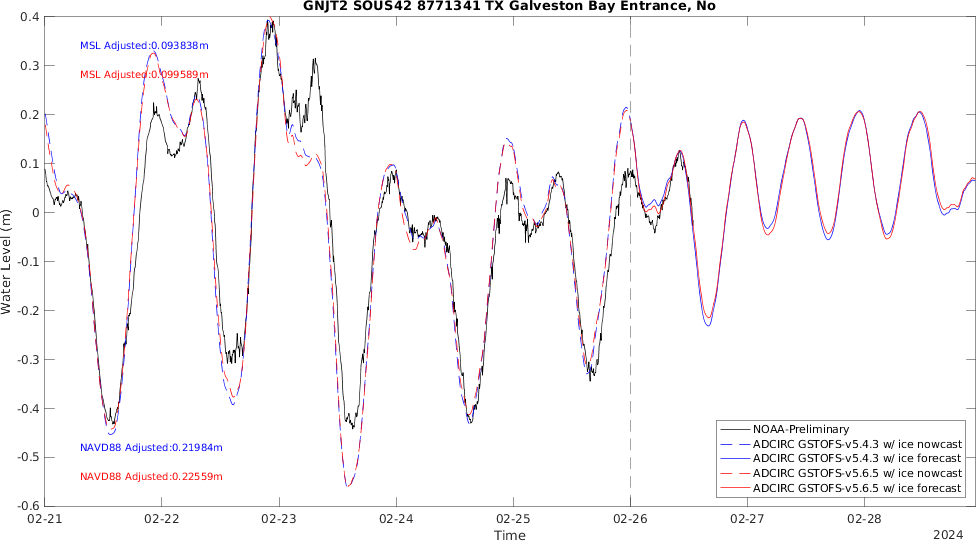 GNJT2 SOUS42 8771341 TX Galveston Bay Entrance, No
0.4
0.3
0.2
0.1
0
-0.1
-0.2
-0.3
-0.4
-0.5
-0.6
Water Level (m)
MSL Adjusted:0.093838m
MSL Adjusted:0.099589m
NAVD88 Adjusted:0.21984m
NAVD88 Adjusted:0.22559m
NOAA-Preliminary
ADCIRC GSTOFS-v5.4.3 w/ ice nowcast
ADCIRC GSTOFS-v5.4.3 w/ ice forecast
ADCIRC GSTOFS-v5.6.5 w/ ice nowcast
ADCIRC GSTOFS-v5.6.5 w/ ice forecast
02-21 02-22 02-23 02-24 02-25 02-26 02-27 02-28
Time
2024